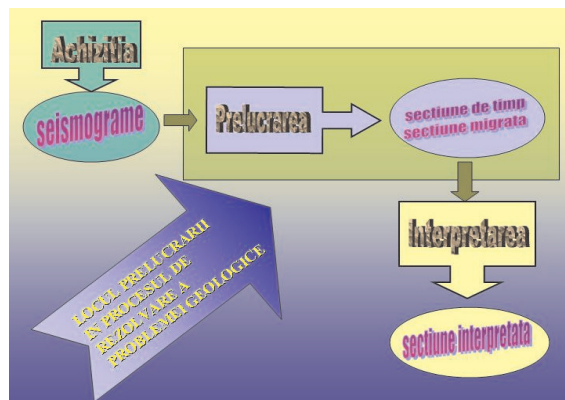 Achizitia
seismograme
Prelucrarea
sectiune de timp
sectiune migrata
Interpretarea
sectiune interpretata
LOCUL PRELUCRARII
IN PROCESUL DE
REZOLVARE A
PROBLEMEI GEOLOGICE